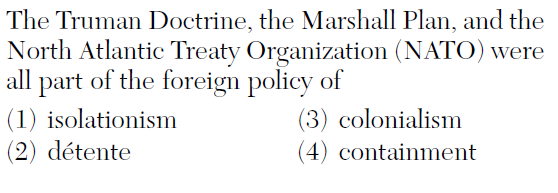 The Truman Doctrine, the Marshall Plan, and the
North Atlantic Treaty Organization (NATO) were
all part of the foreign policy of
(1) isolationism (3) colonialism
(2) détente (4) containment